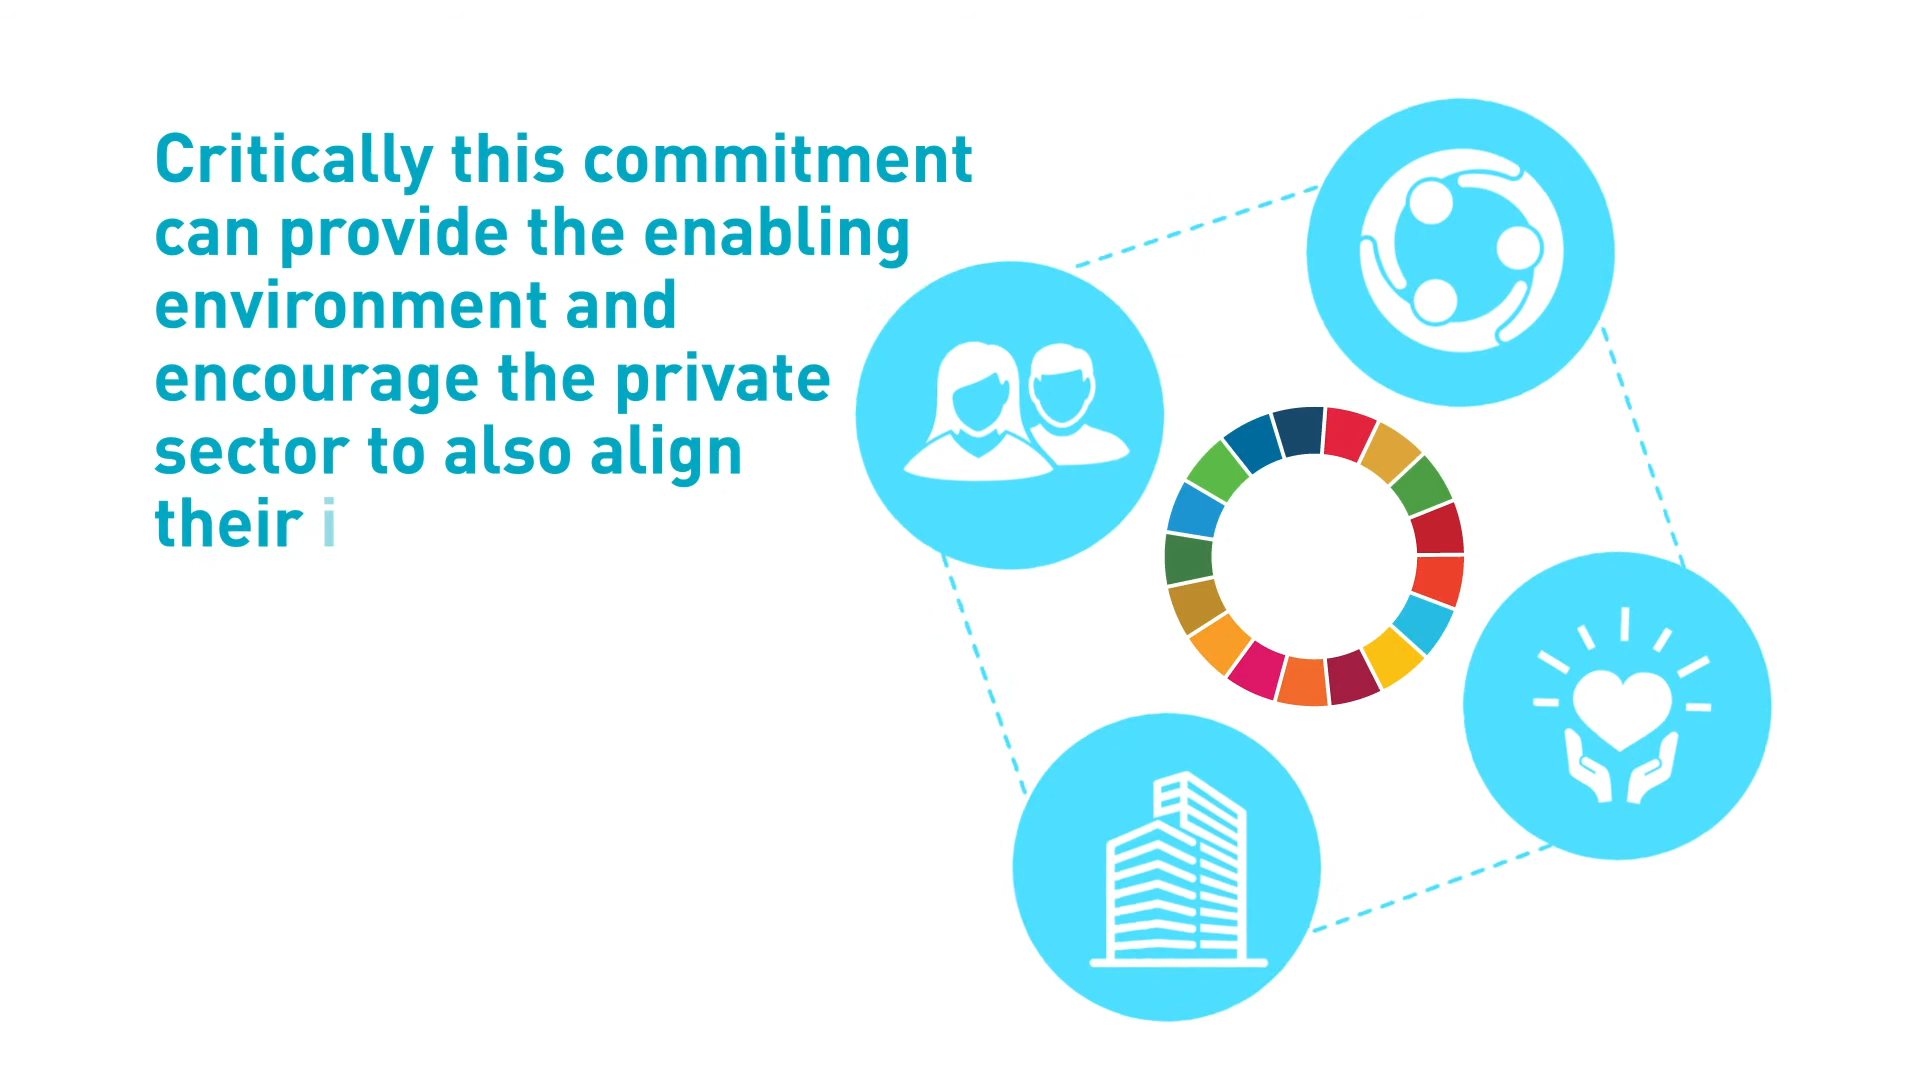 Critically this commitment
can provide the enabling
environment and
encourage the private
sector to also align
their i